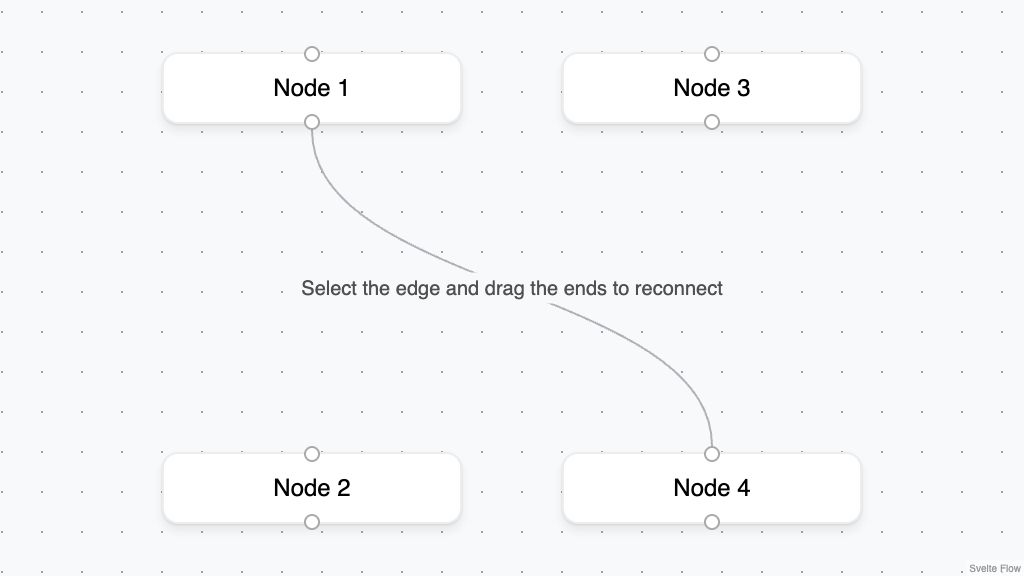 Node 1
Node 3
Select the edge and drag the ends to reconnect
Node 2
Node 4
Svelte Flow